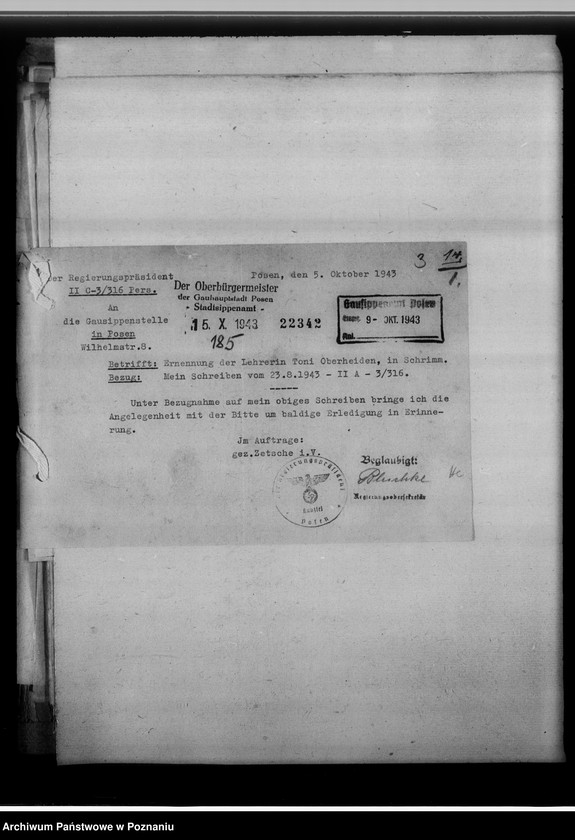 3 14.
1.
Der Regierungspräsident
Posen, den 5. Oktober 1943
II C-3/316 Pers.
Der Oberbürgermeister
der Gauhauptstadt Posen
- Stadtsippenamt -
An
die Gausippenstelle
in Posen
Wilhelmstr.8.
15. X. 1943 22342
185
Gausippenamt Posen
9- OKT. 1943
Betrifft: Ernennung der Lehrerin Toni Oberheiden, in Schrimm.
Bezug: Mein Schreiben vom 23.8.1943 - II A - 3/316.
Unter Bezugnahme auf mein obiges Schreiben bringe ich die
Angelegenheit mit der Bitte um baldige Erledigung in Erinne-
rung.
Jm Auftrage:
gez.Zetsche i.V.
Beglaubigt:
Regierungsobersekretär
Kanzlei
Posen
Archiwum Państwowe w Poznaniu